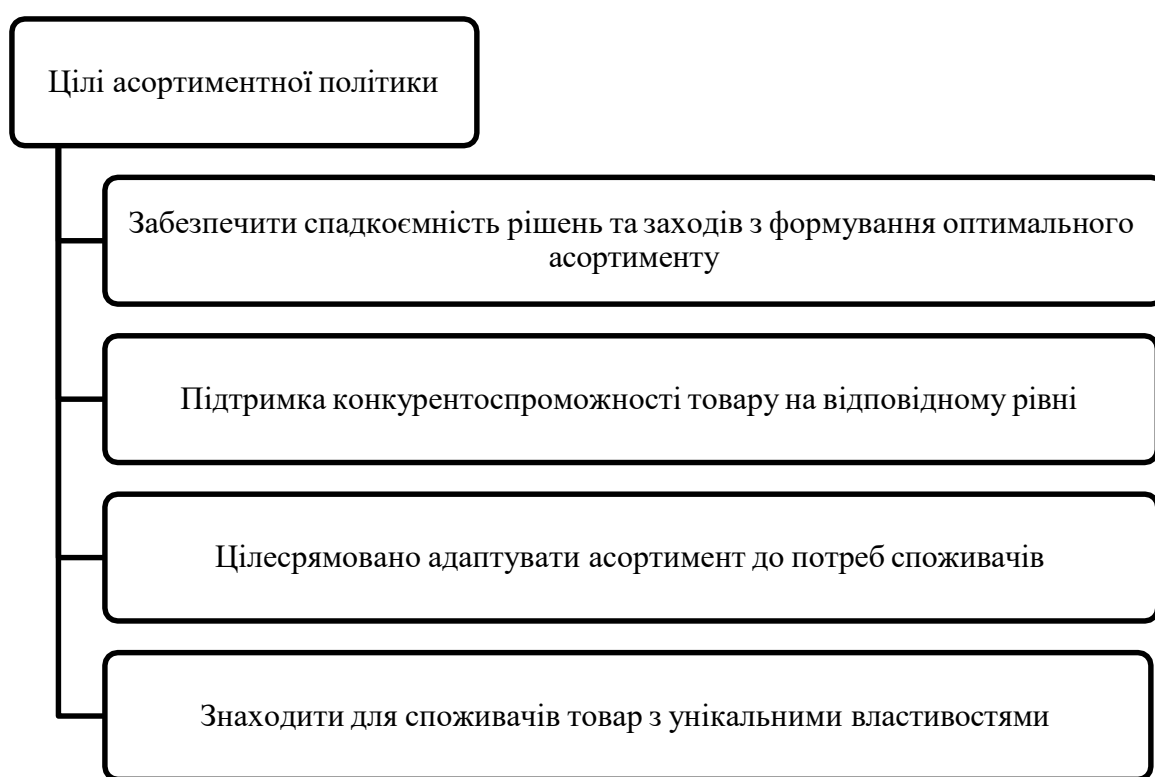 Цілі асортиментної політики
Забезпечити спадкоємність рішень та заходів з формування оптимального
асортименту
Підтримка конкурентоспроможності товару на відповідному рівні
Цілесрямовано адаптувати асортимент до потреб споживачів
Знаходити для споживачів товар з унікальними властивостями